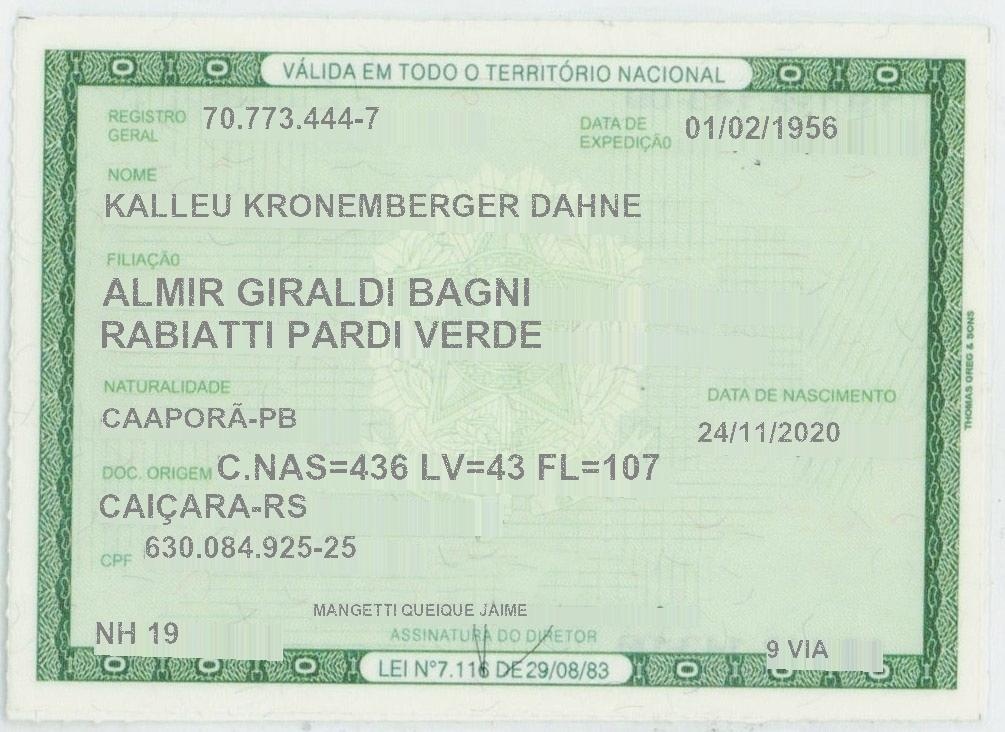 VÁLIDA EM TODO O TERRITÓRIO NACIONAL
REGISTRO GERAL 70.773.444-7
DATA DE EXPEDIÇÃO 01/02/1956
NOME
KALLEU KRONEMBERGER DAHNE
FILIAÇÃO
ALMIR GIRALDI BAGNI
RABIATTI PARDI VERDE
NATURALIDADE
DATA DE NASCIMENTO
CAAPORÃ-PB
24/11/2020
DOC. ORIGEM C.NAS=436 LV=43 FL=107
CAIÇARA-RS
CPF 630.084.925-25
MANGETTI QUEIQUE JAIME
NH 19
ASSINATURA DO DIRETOR
9 VIA
LEI Nº7.116 DE 29/08/83
THOMAS GREG & SONS